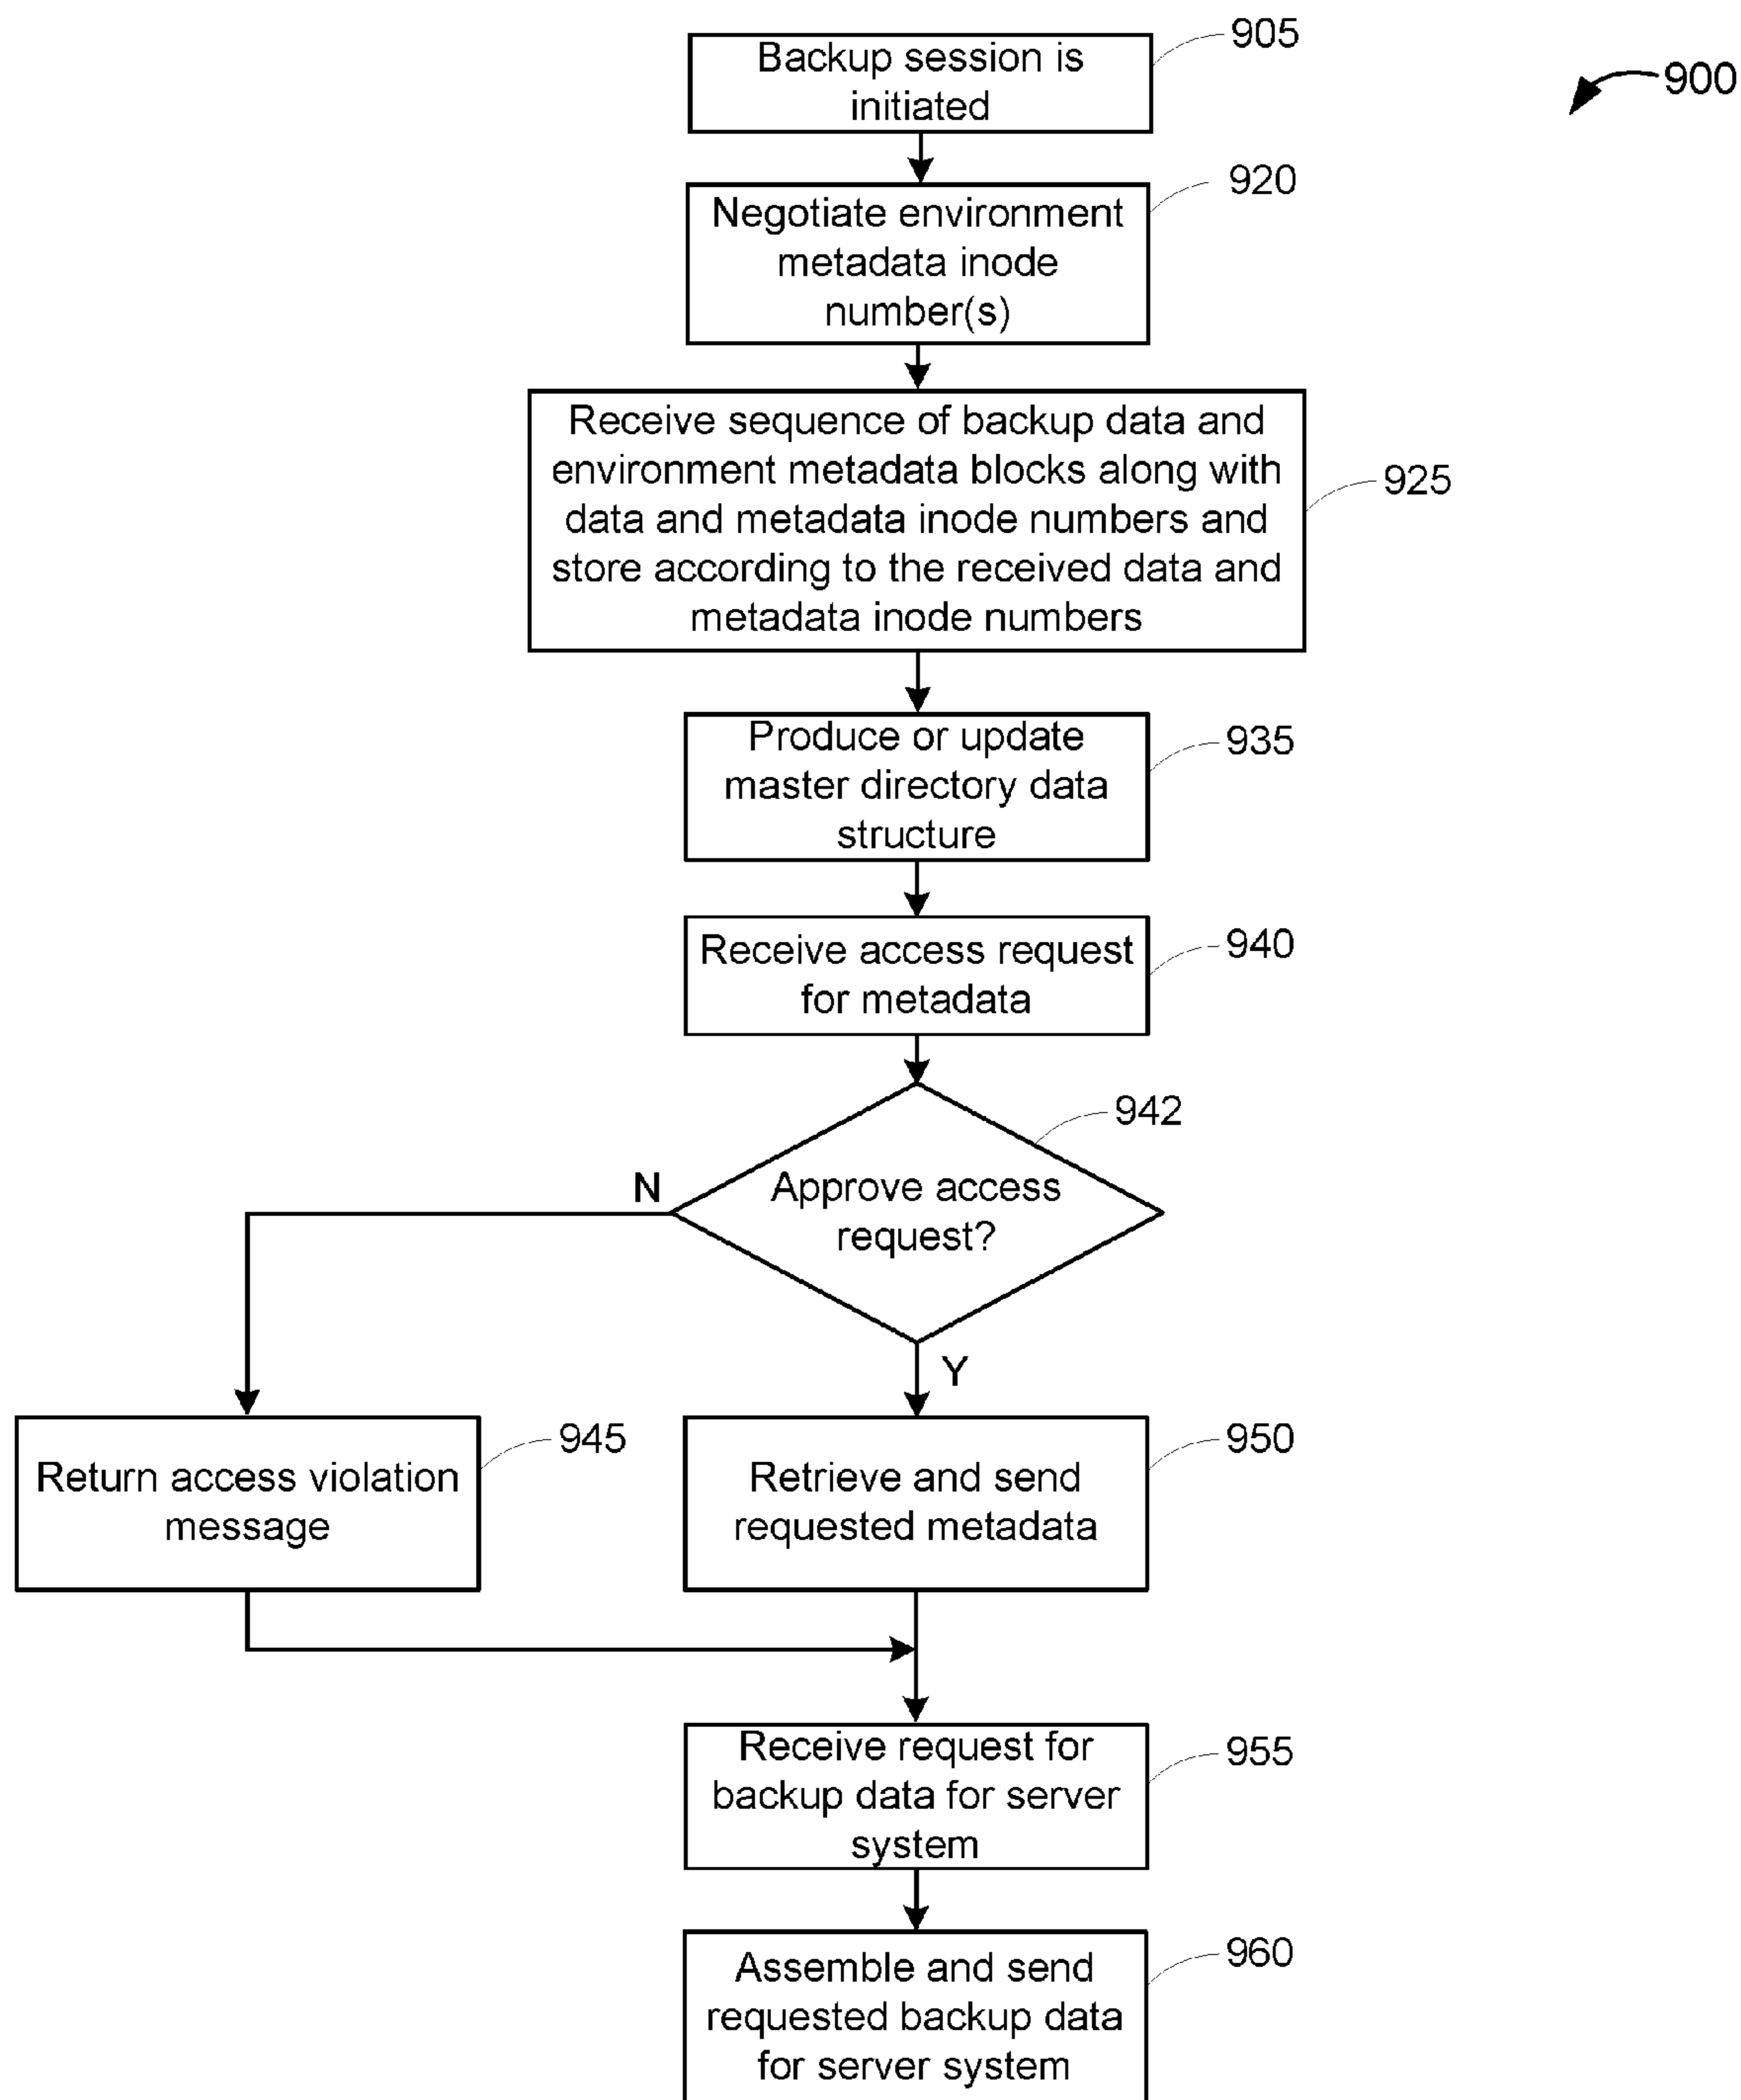 Backup session is
initiated
905
900
Negotiate environment
metadata inode
number(s)
920
Receive sequence of backup data and
environment metadata blocks along with
data and metadata inode numbers and
store according to the received data and
metadata inode numbers
925
Produce or update
master directory data
structure
935
Receive access request
for metadata
940
942
Approve access
request?
N
Y
Return access violation
message
945
Retrieve and send
requested metadata
950
Receive request for
backup data for server
system
955
Assemble and send
requested backup data
for server system
960